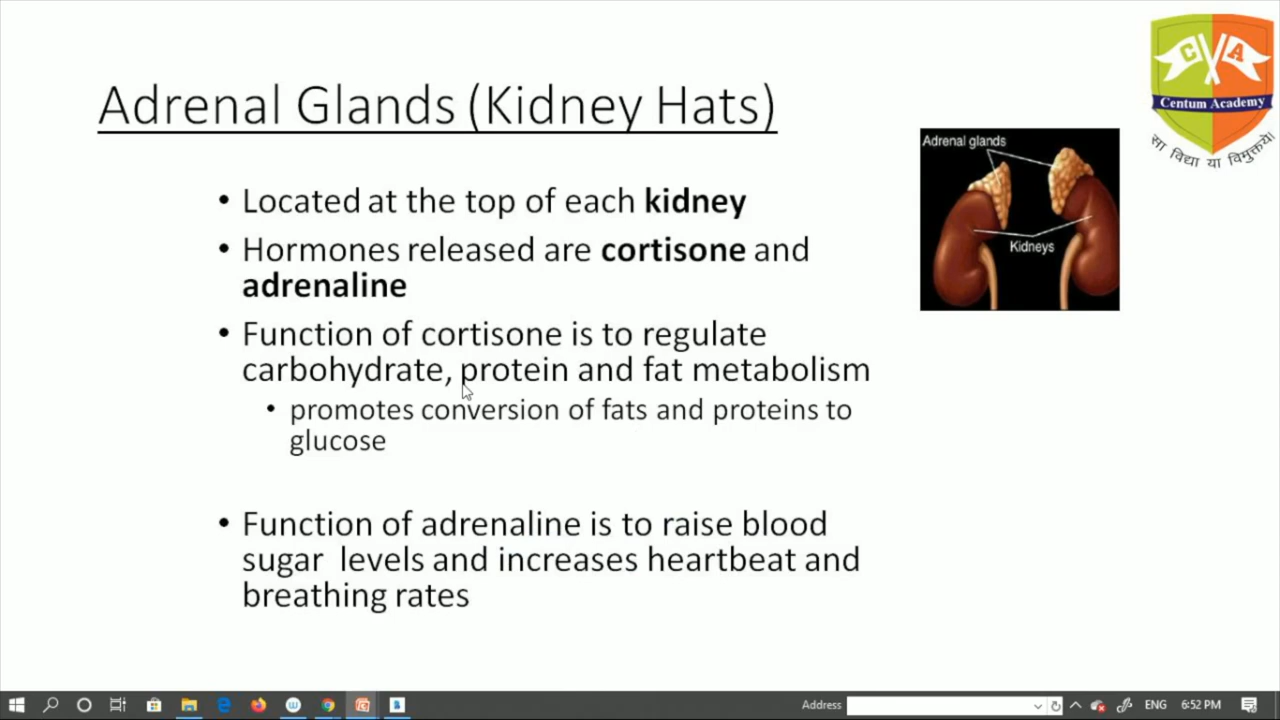 Adrenal Glands (Kidney Hats)
• Located at the top of each kidney
• Hormones released are cortisone and
adrenaline
• Function of cortisone is to regulate
carbohydrate, protein and fat metabolism
• promotes conversion of fats and proteins to
glucose
• Function of adrenaline is to raise blood
sugar levels and increases heartbeat and
breathing rates
Adrenal glands
Kidneys
C A
Centum Academy
सा विद्या या विमुक्तये।
Address
ENG
6:52 PM